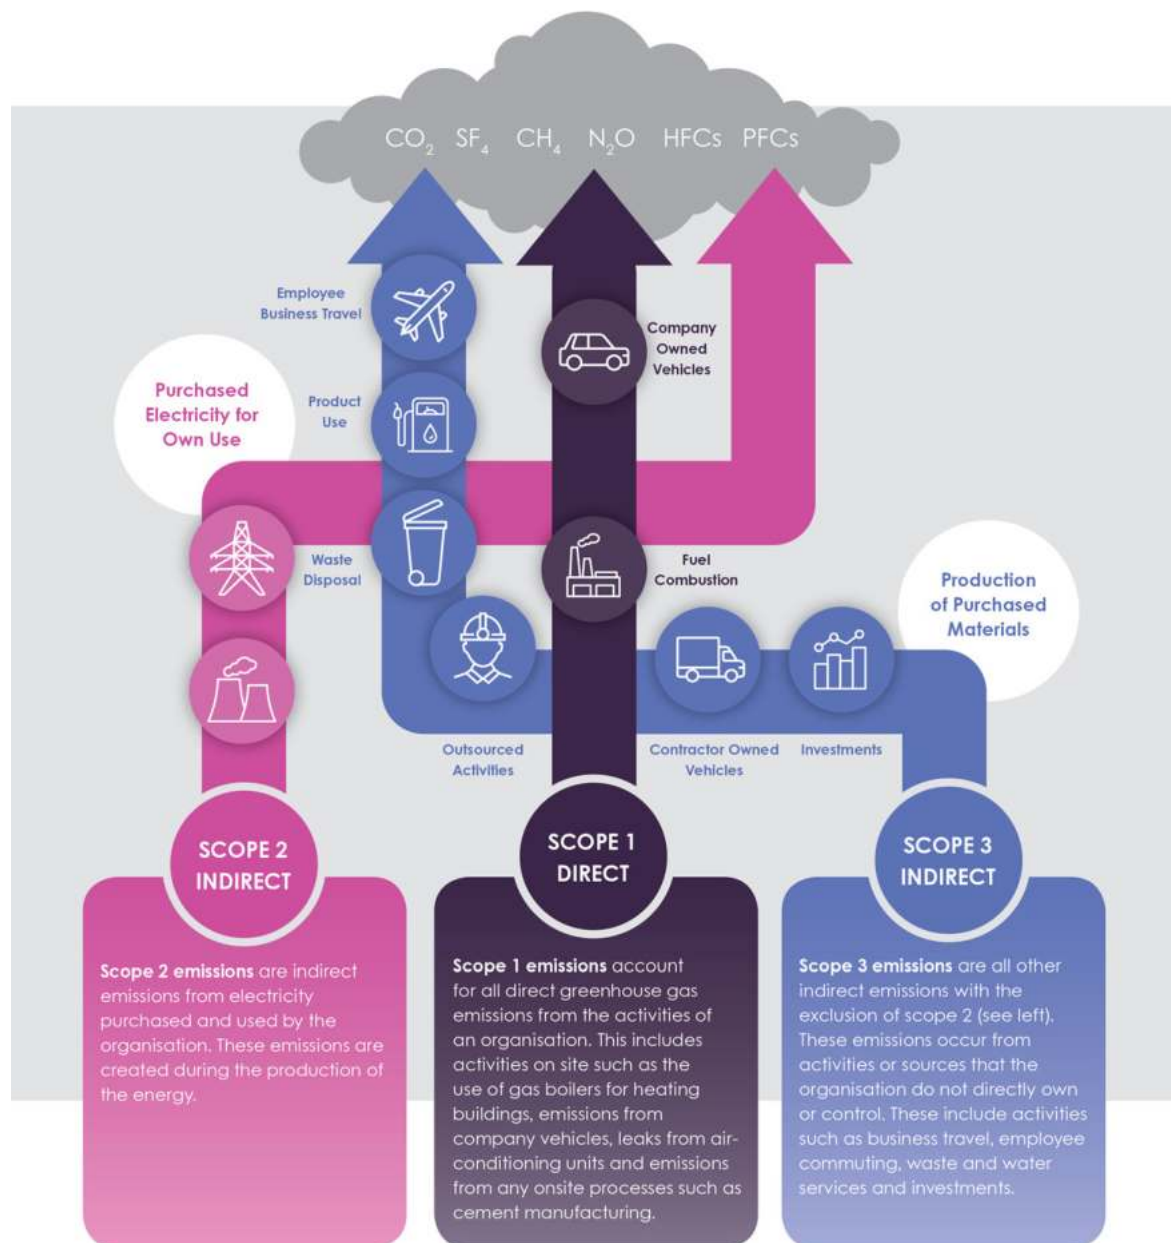 CO₂ SF₄ CH₄ N₂O HFCs PFCs
Employee
Business Travel
Company
Owned
Vehicles
Purchased
Electricity for
Own Use
Product
Use
Waste
Disposal
Fuel
Combustion
Production
of Purchased
Materials
Outsourced
Activities
Contractor Owned
Vehicles
Investments
SCOPE 2
INDIRECT
Scope 2 emissions are indirect
emissions from electricity
purchased and used by the
organisation. These emissions are
created during the production of
the energy.
SCOPE 1
DIRECT
Scope 1 emissions account
for all direct greenhouse gas
emissions from the activities of
an organisation. This includes
activities on site such as the
use of gas boilers for heating
buildings, emissions from
company vehicles, leaks from air-
conditioning units and emissions
from any onsite processes such as
cement manufacturing.
SCOPE 3
INDIRECT
Scope 3 emissions are all other
indirect emissions with the
exclusion of scope 2 (see left).
These emissions occur from
activities or sources that the
organisation do not directly own
or control. These include activities
such as business travel, employee
commuting, waste and water
services and investments.